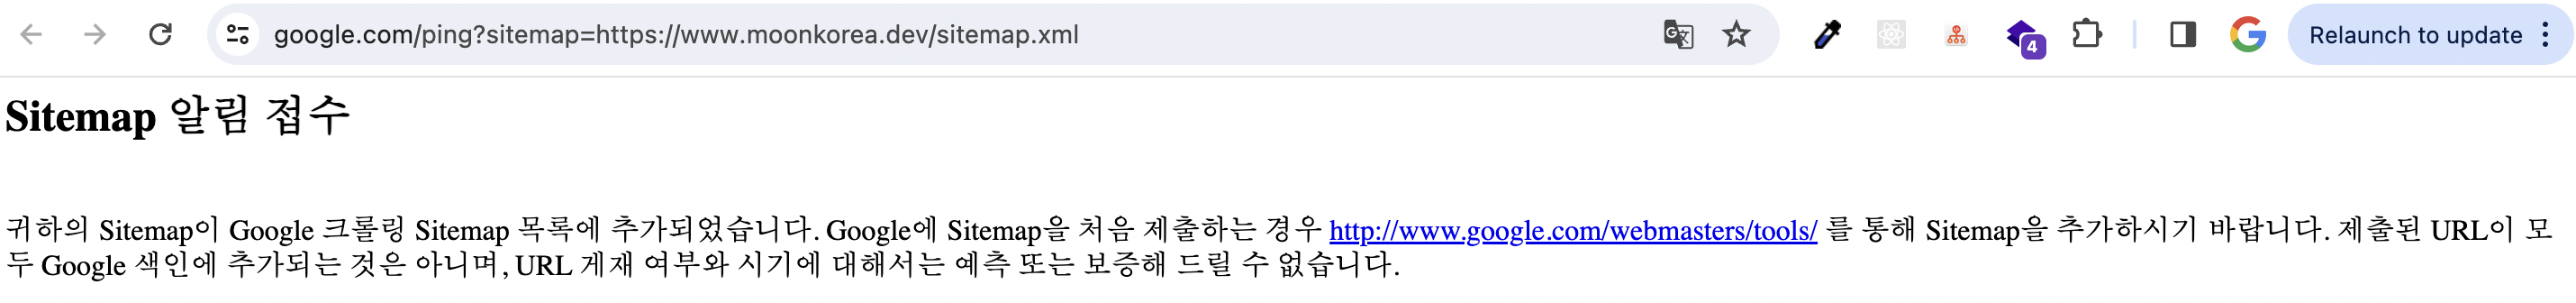 google.com/ping?sitemap=https://www.moonkorea.dev/sitemap.xml
4
Relaunch to update
Sitemap 알림 접수
귀하의 Sitemap이 Google 크롤링 Sitemap 목록에 추가되었습니다. Google에 Sitemap을 처음 제출하는 경우 http://www.google.com/webmasters/tools/ 를 통해 Sitemap을 추가하시기 바랍니다. 제출된 URL이 모
두 Google 색인에 추가되는 것은 아니며, URL 게재 여부와 시기에 대해서는 예측 또는 보증해 드릴 수 없습니다.